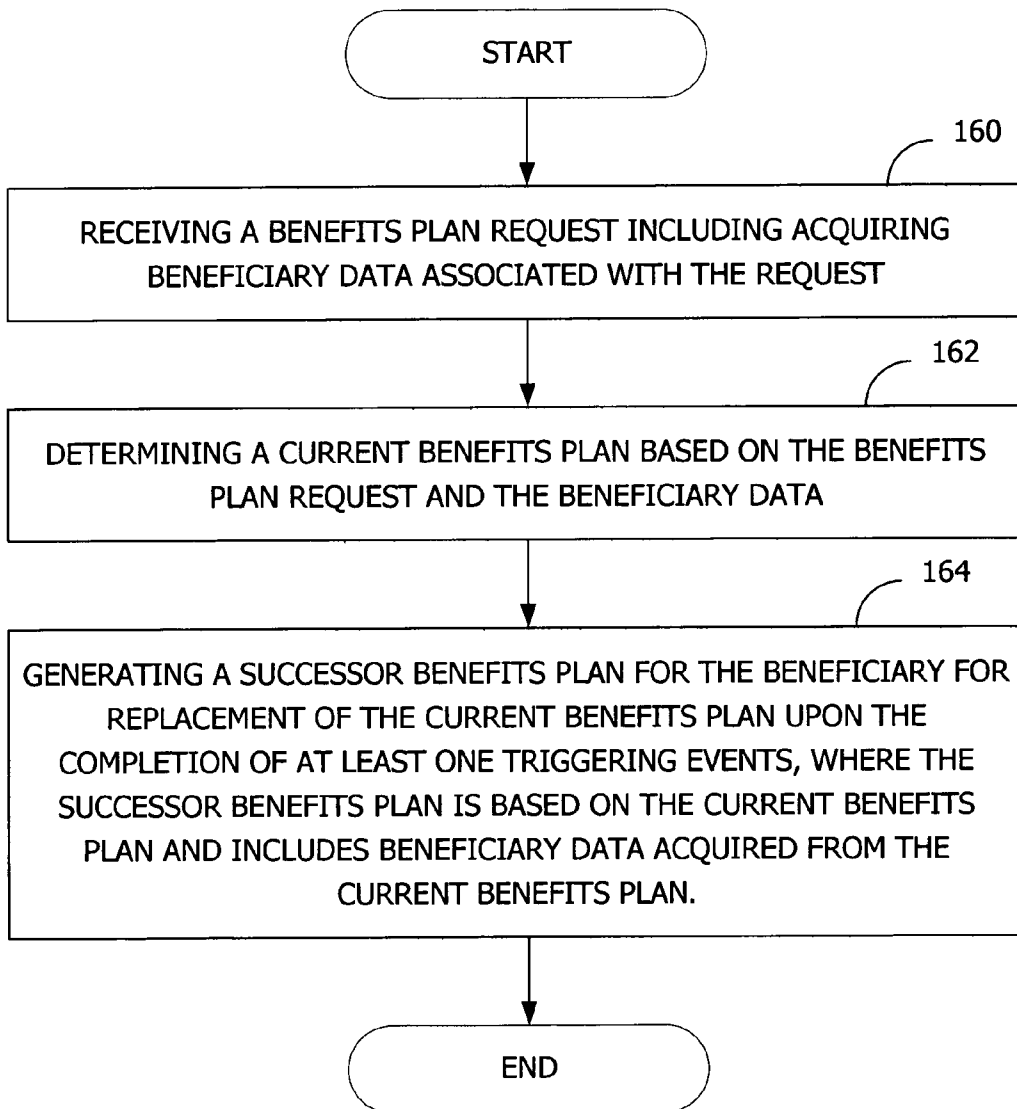 START
160
RECEIVING A BENEFITS PLAN REQUEST INCLUDING ACQUIRING
BENEFICIARY DATA ASSOCIATED WITH THE REQUEST
162
DETERMINING A CURRENT BENEFITS PLAN BASED ON THE BENEFITS
PLAN REQUEST AND THE BENEFICIARY DATA
164
GENERATING A SUCCESSOR BENEFITS PLAN FOR THE BENEFICIARY FOR
REPLACEMENT OF THE CURRENT BENEFITS PLAN UPON THE
COMPLETION OF AT LEAST ONE TRIGGERING EVENTS, WHERE THE
SUCCESSOR BENEFITS PLAN IS BASED ON THE CURRENT BENEFITS
PLAN AND INCLUDES BENEFICIARY DATA ACQUIRED FROM THE
CURRENT BENEFITS PLAN.
END